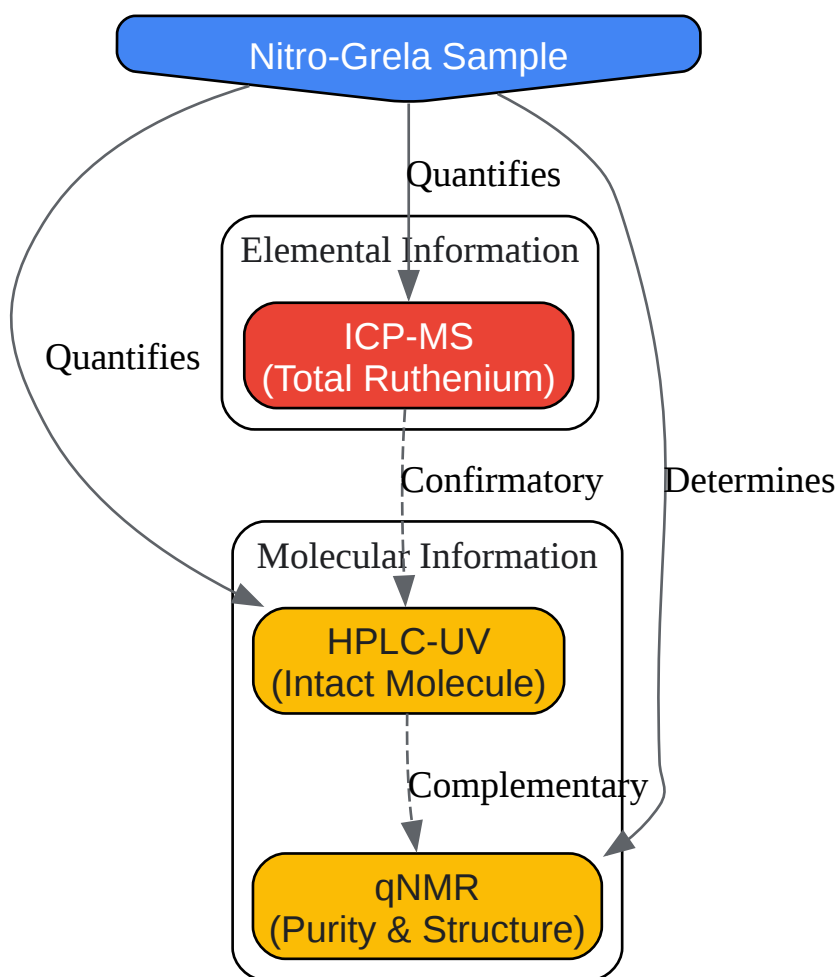 Nitro-Grela Sample
Quantifies
Elemental Information
ICP-MS
(Total Ruthenium)
Quantifies
Confirmatory
Determines
Molecular Information
HPLC-UV
(Intact Molecule)
Complementary
qNMR
(Purity & Structure)